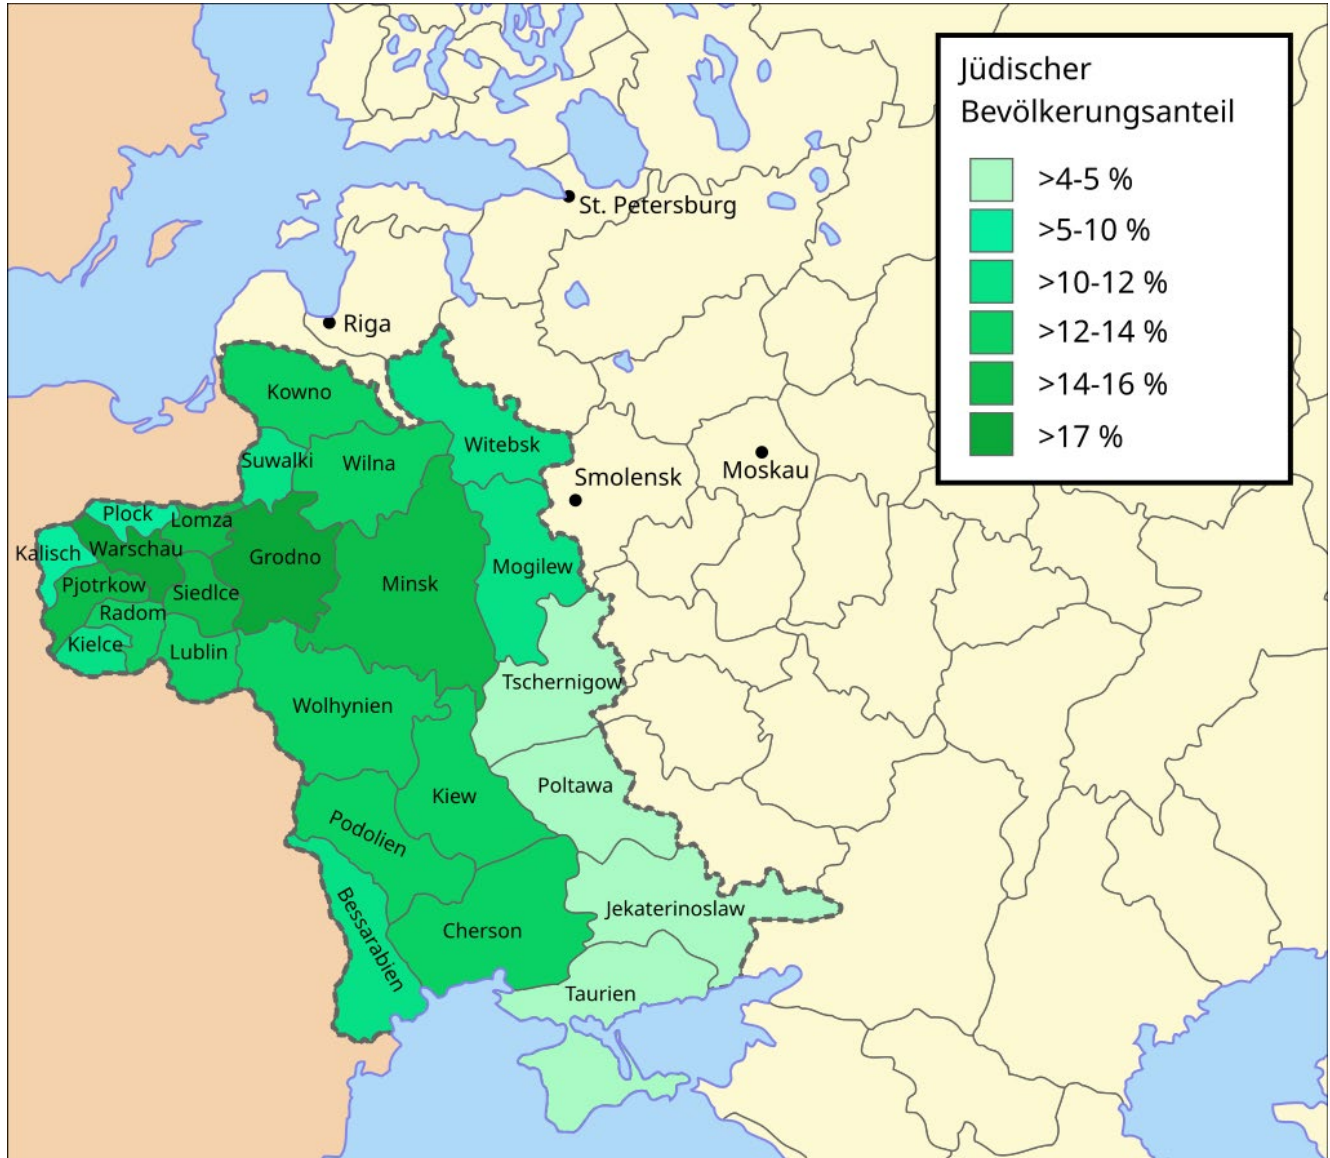 Jüdischer
Bevölkerungsanteil
>4-5 %
>5-10 %
>10-12 %
>12-14 %
>14-16 %
>17 %
St. Petersburg
Riga
Kowno
Witebsk
Suwalki
Wilna
Smolensk
Moskau
Plock
Lomza
Kalisch
Warschau
Grodno
Mogilew
Pjotrkow
Siedlce
Minsk
Radom
Kielce
Lublin
Tschernigow
Wolhynien
Poltawa
Kiew
Podolien
Jekaterinoslaw
Bessarabien
Cherson
Taurien